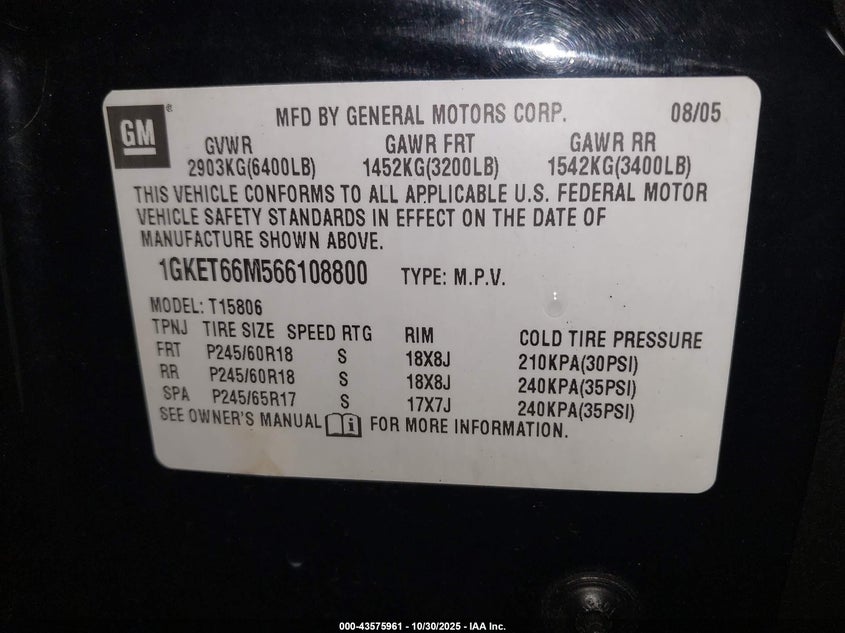 GM ®
MFD BY GENERAL MOTORS CORP. 08/05
GVWR GAWR FRT GAWR RR
2903KG(6400LB) 1452KG(3200LB) 1542KG(3400LB)
THIS VEHICLE CONFORMS TO ALL APPLICABLE U.S. FEDERAL MOTOR
VEHICLE SAFETY STANDARDS IN EFFECT ON THE DATE OF
MANUFACTURE SHOWN ABOVE.
1GKET66M566108800 TYPE: M.P.V.
MODEL: T15806
TPNJ TIRE SIZE SPEED RTG RIM COLD TIRE PRESSURE
FRT P245/60R18 S 18X8J 210KPA(30PSI)
RR P245/60R18 S 18X8J 240KPA(35PSI)
SPA P245/65R17 S 17X7J 240KPA(35PSI)
SEE OWNER'S MANUAL i FOR MORE INFORMATION.
000-43575961 - 10/30/2025 - IAA Inc.